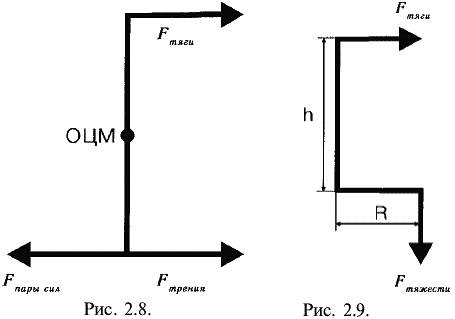 F тяги
ОЦМ
F пары сил
F трения
Рис. 2.8.
F тяги
h
R
F тяжести
Рис. 2.9.